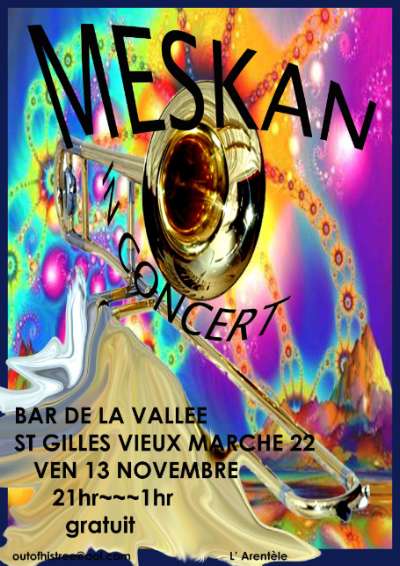 MESKAN
IN CONCERT
BAR DE LA VALLEE
ST GILLES VIEUX MARCHE 22
VEN 13 NOVEMBRE
21hr~~~1hr
gratuit
L' Arentèle